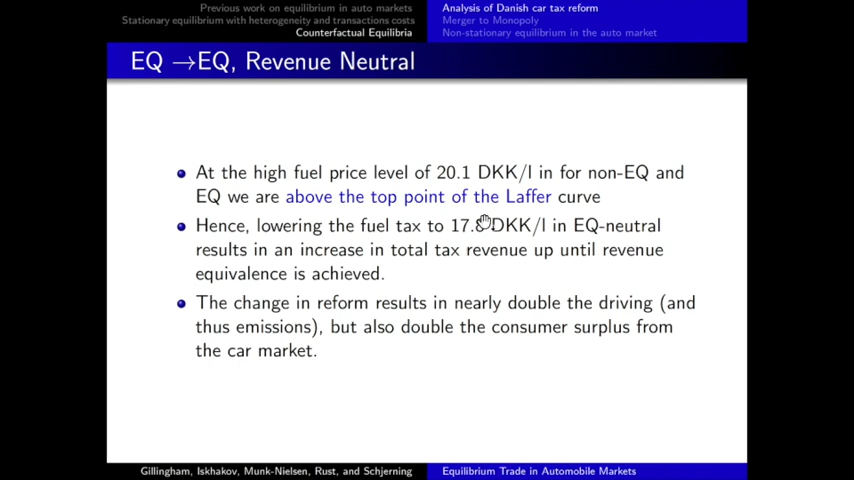 Previous work on equilibrium in auto markets
Stationary equilibrium with heterogeneity and transactions costs
Counterfactual Equilibria
Analysis of Danish car tax reform
Merger to Monopoly
Non-stationary equilibrium in the auto market
EQ →EQ, Revenue Neutral
At the high fuel price level of 20.1 DKK/l in for non-EQ and
EQ we are above the top point of the Laffer curve
Hence, lowering the fuel tax to DKK/l in EQ-neutral
results in an increase in total tax revenue up until revenue
equivalence is achieved.
The change in reform results in nearly double the driving (and
thus emissions), but also double the consumer surplus from
the car market.
Gillingham, Iskhakov, Munk-Nielsen, Rust, and Schjerning
Equilibrium Trade in Automobile Markets